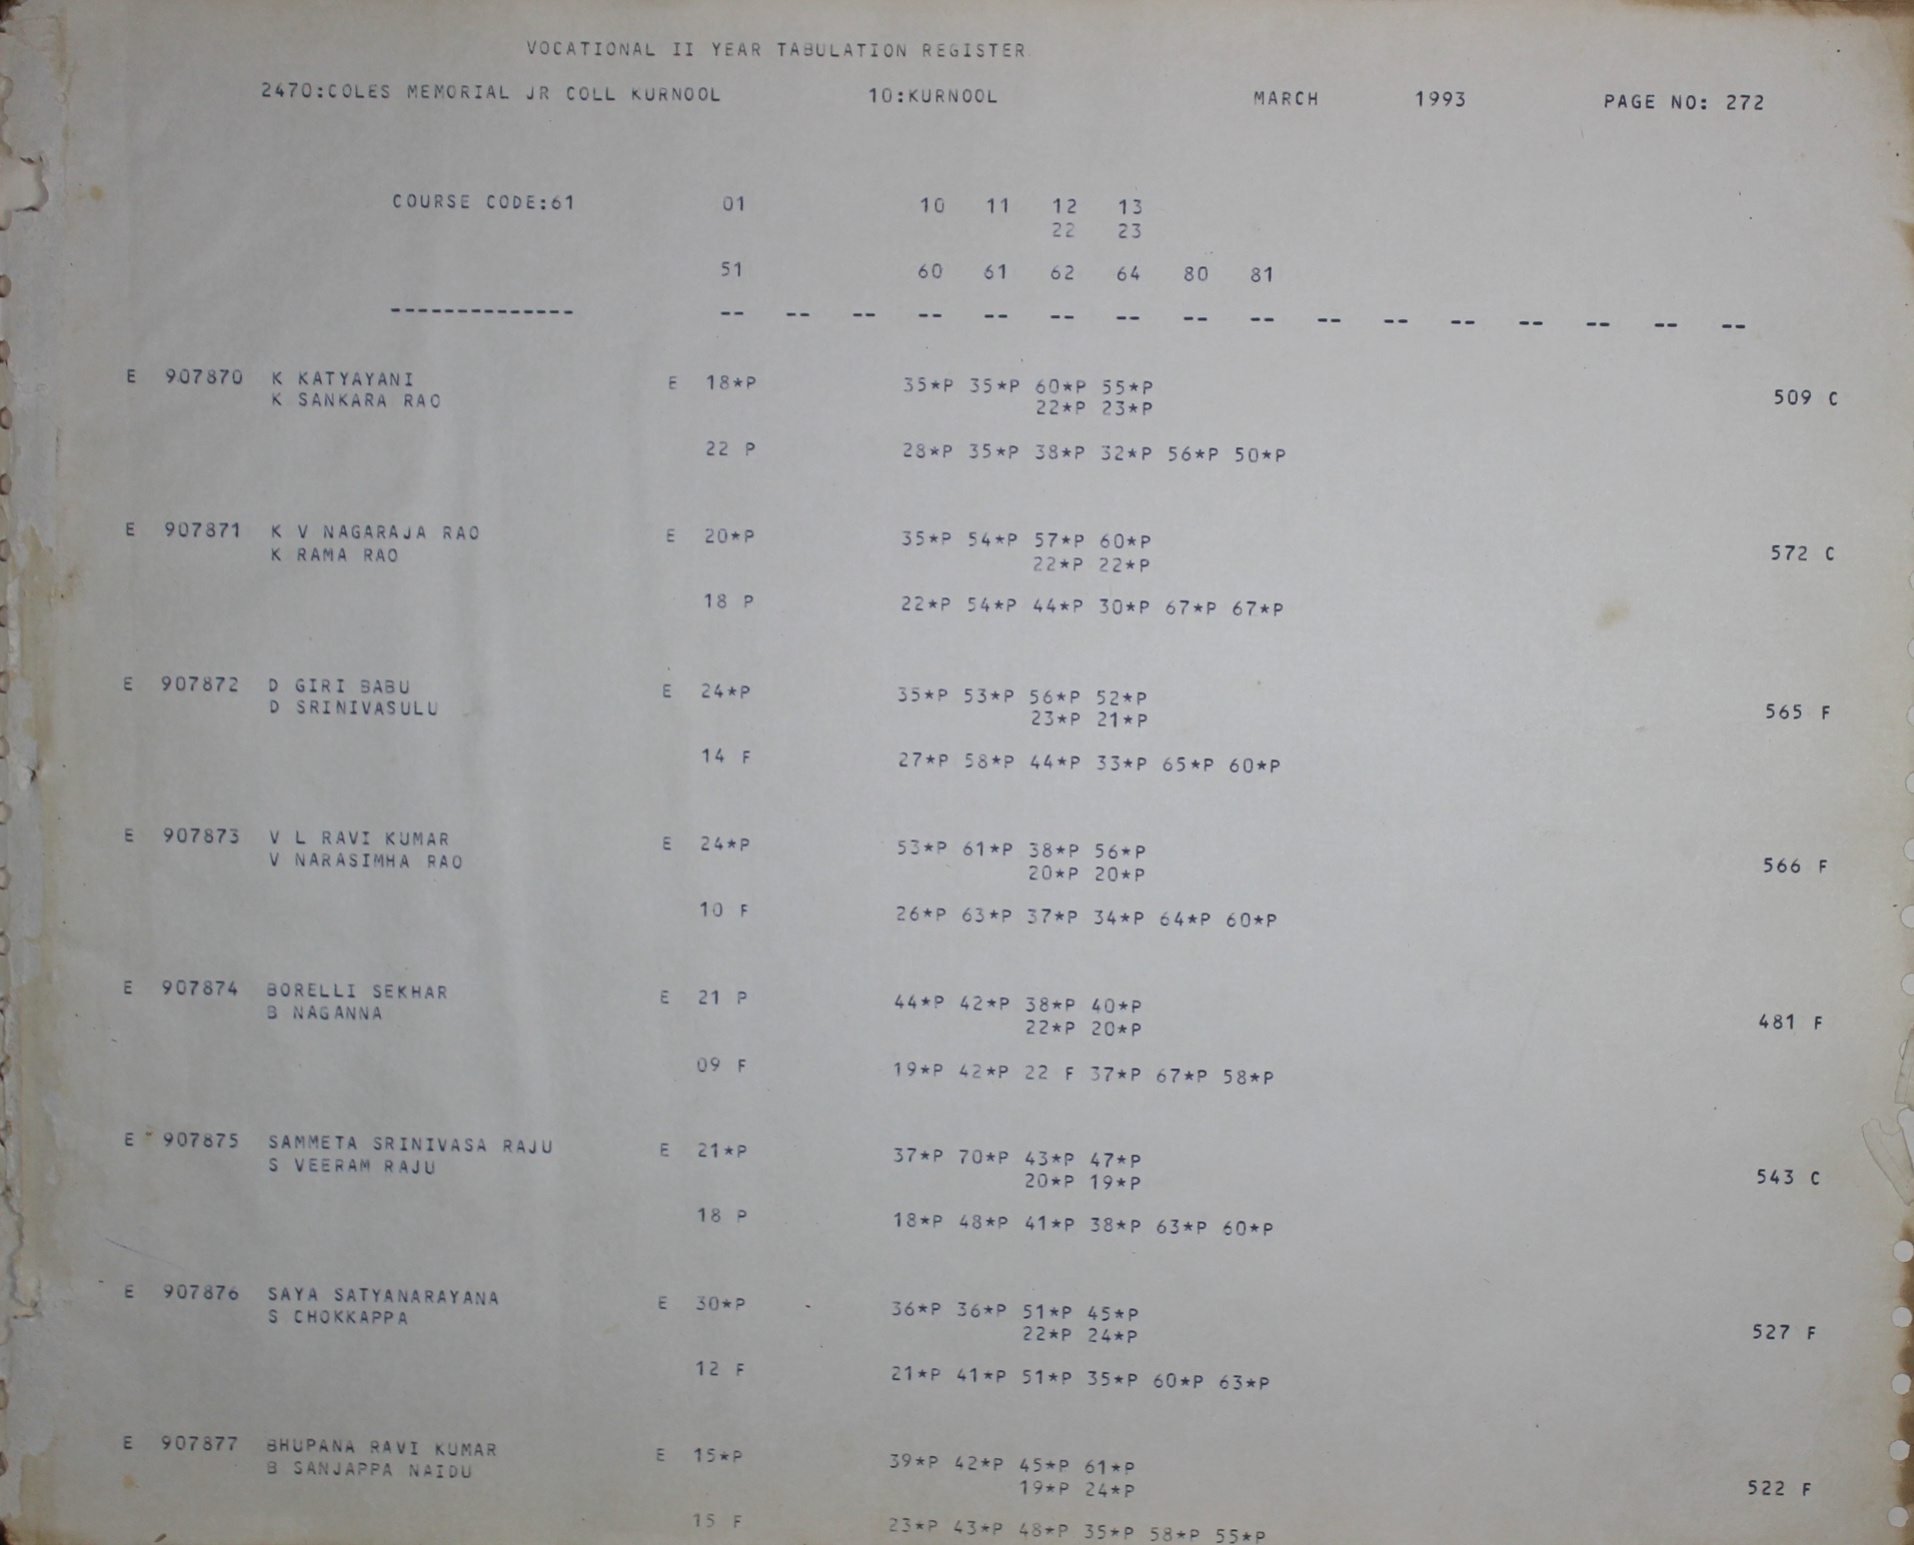 VOCATIONAL II YEAR TABULATION REGISTER
2470:COLES MEMORIAL JR COLL KURNOOL 10:KURNOOL MARCH 1993 PAGE NO: 272
COURSE CODE:61 01 10 11 12 13
22 23
51 60 61 62 64 80 81
-------------- -- -- -- -- -- -- -- -- -- -- -- -- -- -- -- --
E 907870 K KATYAYANI E 18*P 35*P 35*P 60*P 55*P
K SANKARA RAO 22*P 23*P 509 C
22 P 28*P 35*P 38*P 32*P 56*P 50*P
E 907871 K V NAGARAJA RAO E 20*P 35*P 54*P 57*P 60*P
K RAMA RAO 22*P 22*P 572 C
18 P 22*P 54*P 44*P 30*P 67*P 67*P
E 907872 D GIRI BABU E 24*P 35*P 53*P 56*P 52*P
D SRINIVASULU 23*P 21*P 565 F
14 F 27*P 58*P 44*P 33*P 65*P 60*P
E 907873 V L RAVI KUMAR E 24*P 53*P 61*P 38*P 56*P
V NARASIMHA RAO 20*P 20*P 566 F
10 F 26*P 63*P 37*P 34*P 64*P 60*P
E 907874 BORELLI SEKHAR E 21 P 44*P 42*P 38*P 40*P
B NAGANNA 22*P 20*P 481 F
09 F 19*P 42*P 22 F 37*P 67*P 58*P
E 907875 SAMMETA SRINIVASA RAJU E 21*P 37*P 70*P 43*P 47*P
S VEERAM RAJU 20*P 19*P 543 C
18 P 18*P 48*P 41*P 38*P 63*P 60*P
E 907876 SAYA SATYANARAYANA E 30*P 36*P 36*P 51*P 45*P
S CHOKKAPPA 22*P 24*P 527 F
12 F 21*P 41*P 51*P 35*P 60*P 63*P
E 907877 BHUPANA RAVI KUMAR E 15*P 39*P 42*P 45*P 61*P
B SANJAPPA NAIDU 19*P 24*P 522 F
15 F 23*P 43*P 48*P 35*P 58*P 55*P